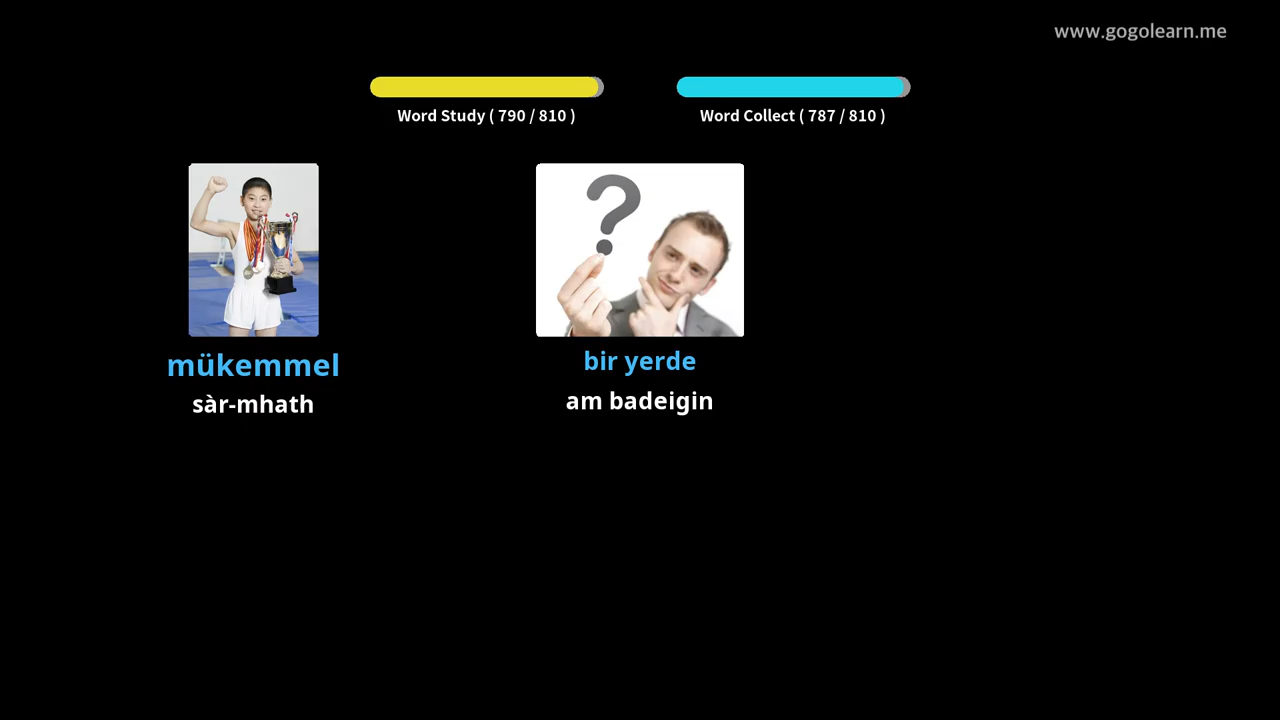 www.gogolearn.me
Word Study ( 790 / 810 )
Word Collect ( 787 / 810 )
mükemmel
sàr-mhath
bir yerde
am badeigin